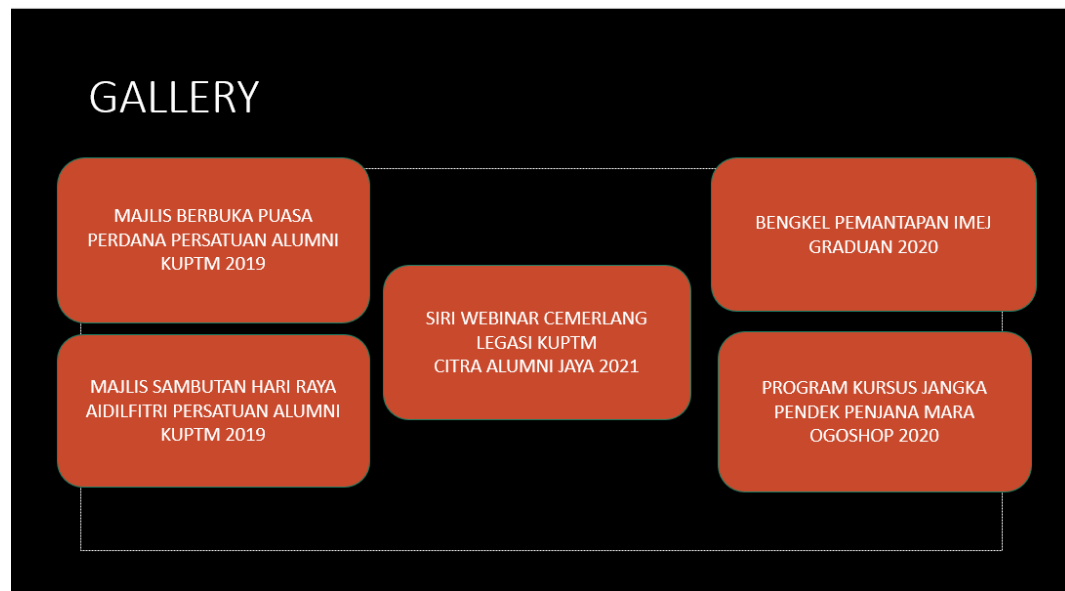 GALLERY
MAJLIS BERBUKA PUASA
PERDANA PERSATUAN ALUMNI
KUPTM 2019
MAJLIS SAMBUTAN HARI RAYA
AIDILFITRI PERSATUAN ALUMNI
KUPTM 2019
SIRI WEBINAR CEMERLANG
LEGASI KUPTM
CITRA ALUMNI JAYA 2021
BENGKEL PEMANTAPAN IMEJ
GRADUAN 2020
PROGRAM KURSUS JANGKA
PENDEK PENJANA MARA
OGOSHOP 2020